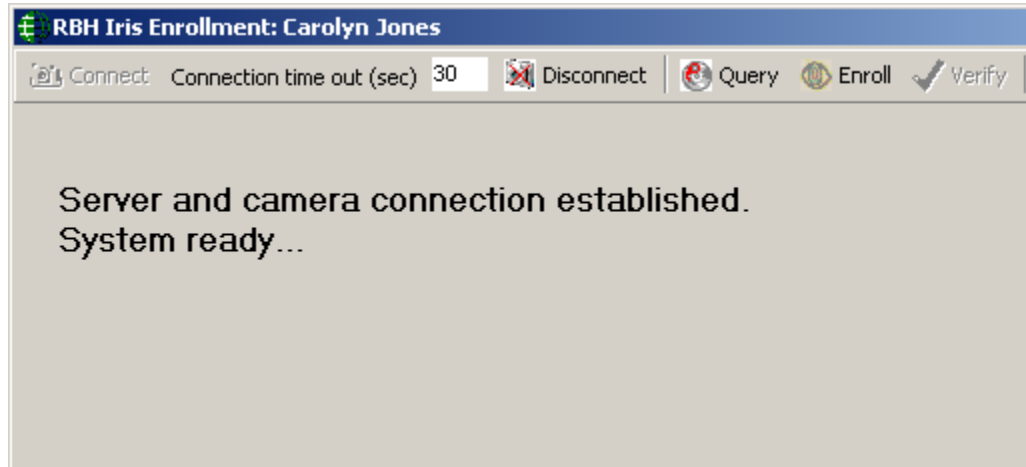 RBH Iris Enrollment: Carolyn Jones
Connect Connection time out (sec) 30 Disconnect Query Enroll Verify
Server and camera connection established.
System ready...